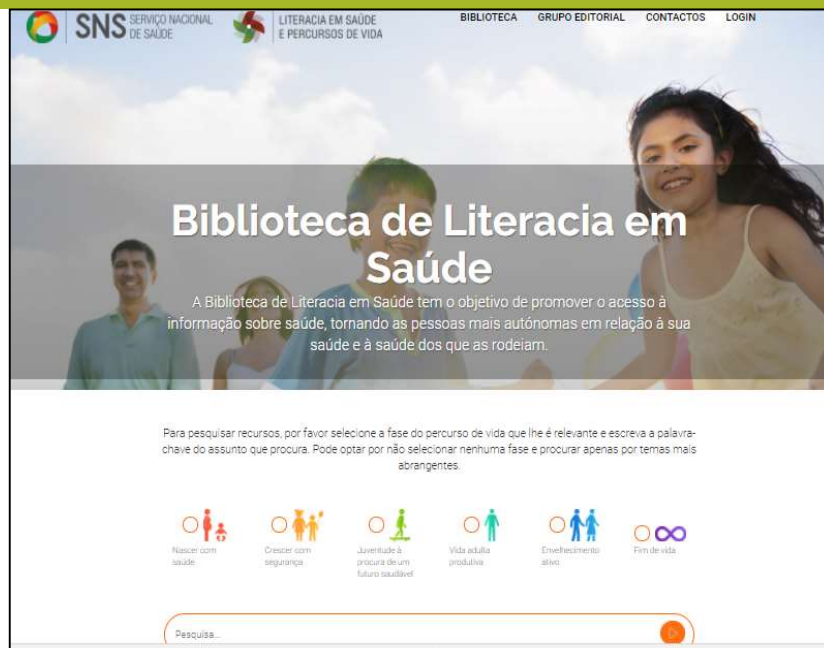 SNS SERVIÇO NACIONAL
DE SAÚDE
LITERACIA EM SAÚDE
E PERCURSOS DE VIDA
BIBLIOTECA GRUPO EDITORIAL CONTACTOS LOGIN
Biblioteca de Literacia em
Saúde
A Biblioteca de Literacia em Saúde tem o objetivo de promover o acesso à
informação sobre saúde, tornando as pessoas mais autónomas em relação à sua
saúde e à saúde dos que as rodeiam.
Para pesquisar recursos, por favor selecione a fase do percurso de vida que lhe é relevante e escreva a palavra-
chave do assunto que procura. Pode optar por não selecionar nenhuma fase e procurar apenas por temas mais
abrangentes.
Nascer com
saúde
Crescer com
segurança
Juventude à
procura de um
futuro saudável
Vida adulta
produtiva
Envelhecimento
ativo
Fim de vida
Pesquisa...